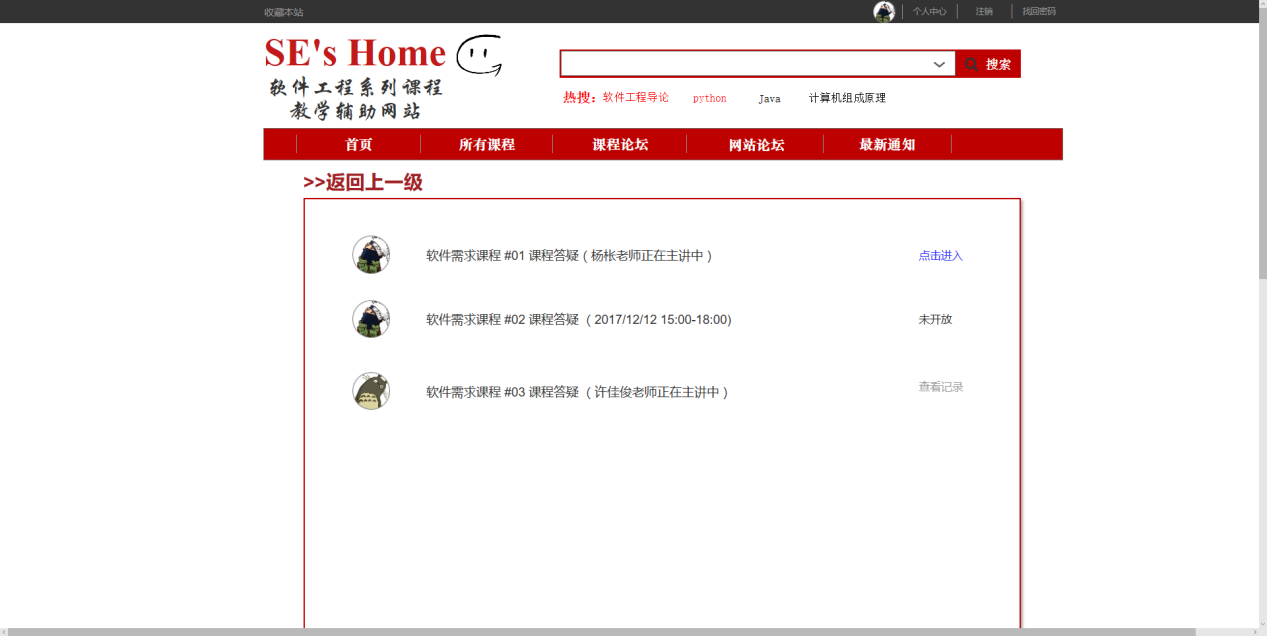 收藏本站 个人中心 注销 找回密码
SE's Home
软件工程系列课程
教学辅助网站
搜索
热搜: 软件工程导论 python Java 计算机组成原理
首页 所有课程 课程论坛 网站论坛 最新通知
>>返回上一级
软件需求课程 #01 课程答疑 ( 杨枨老师正在主讲中 ) 点击进入
软件需求课程 #02 课程答疑 ( 2017/12/12 15:00-18:00) 未开放
软件需求课程 #03 课程答疑 ( 许佳俊老师正在主讲中 ) 查看记录